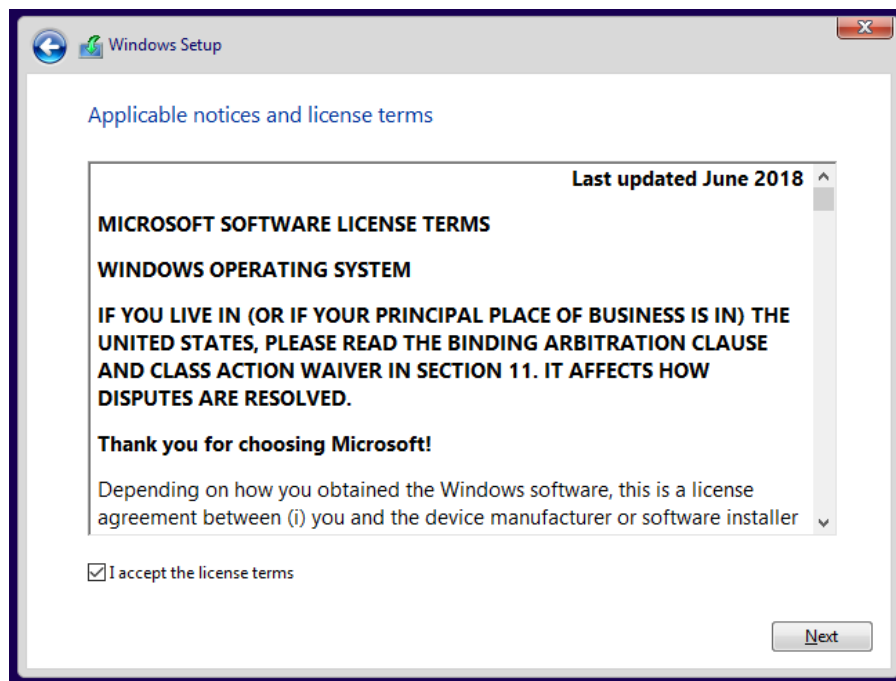 Windows Setup
Applicable notices and license terms
Last updated June 2018
MICROSOFT SOFTWARE LICENSE TERMS
WINDOWS OPERATING SYSTEM
IF YOU LIVE IN (OR IF YOUR PRINCIPAL PLACE OF BUSINESS IS IN) THE
UNITED STATES, PLEASE READ THE BINDING ARBITRATION CLAUSE
AND CLASS ACTION WAIVER IN SECTION 11. IT AFFECTS HOW
DISPUTES ARE RESOLVED.
Thank you for choosing Microsoft!
Depending on how you obtained the Windows software, this is a license
agreement between (i) you and the device manufacturer or software installer
I accept the license terms
Next